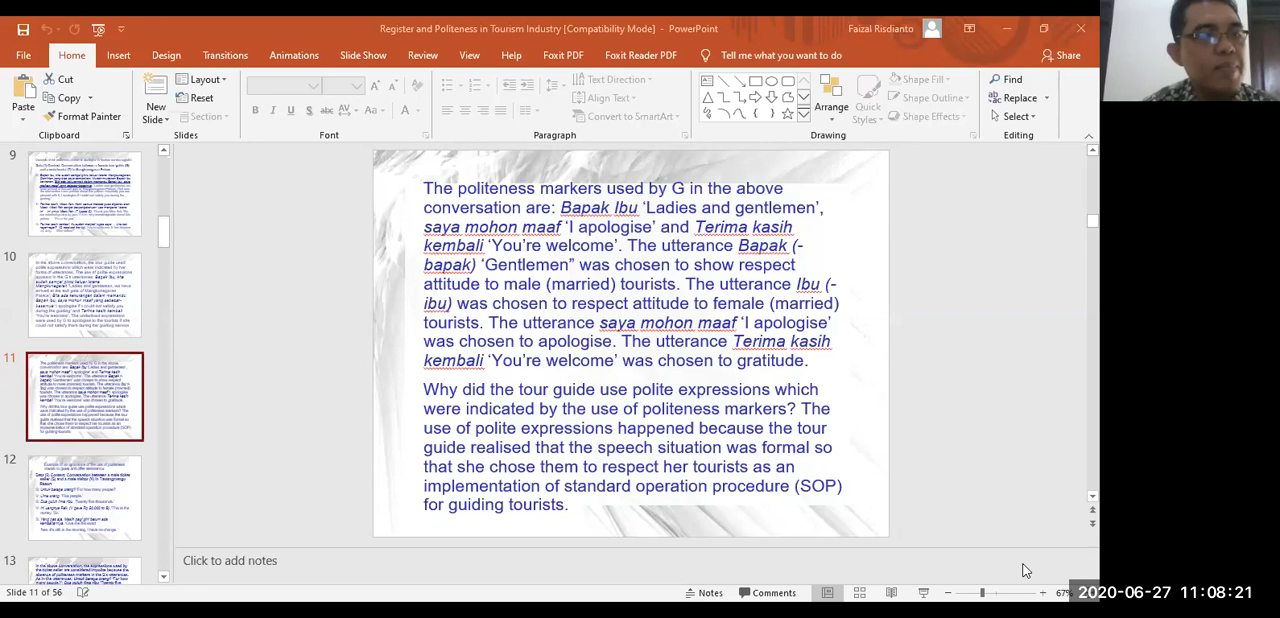 Register and Politeness in Tourism Industry [Compatibility Mode] - PowerPoint
Faizal Risdianto
File Home Insert Design Transitions Animations Slide Show Review View Help Foxit PDF Foxit Reader PDF Tell me what you want to do Share
Paste
Cut
Copy
Format Painter
Clipboard
New
Slide
Layout
Reset
Section
Slides
B I U S abc AV Aa A
Font
Text Direction
Align Text
Convert to SmartArt
Paragraph
Arrange
Quick
Styles
Shape Fill
Shape Outline
Shape Effects
Drawing
Find
Replace
Select
Editing
9
10
11
12
13
The politeness markers used by G in the above
conversation are: Bapak Ibu ‘Ladies and gentlemen’,
saya mohon maaf ‘I apologise’ and Terima kasih
kembali ‘You’re welcome’. The utterance Bapak (-
bapak) ‘Gentlemen” was chosen to show respect
attitude to male (married) tourists. The utterance Ibu (-
ibu) was chosen to respect attitude to female (married)
tourists. The utterance saya mohon maaf ‘I apologise’
was chosen to apologise. The utterance Terima kasih
kembali ‘You’re welcome’ was chosen to gratitude
Why did the tour guide use polite expressions which
were indicated by the use of politeness markers? The
use of polite expressions happened because the tour
guide realised that the speech situation was formal so
that she chose them to respect her tourists as an
implementation of standard operation procedure (SOP)
for guiding tourists.
Click to add notes
Slide 11 of 56
Notes
Comments
67%
2020-06-27 11:08:21